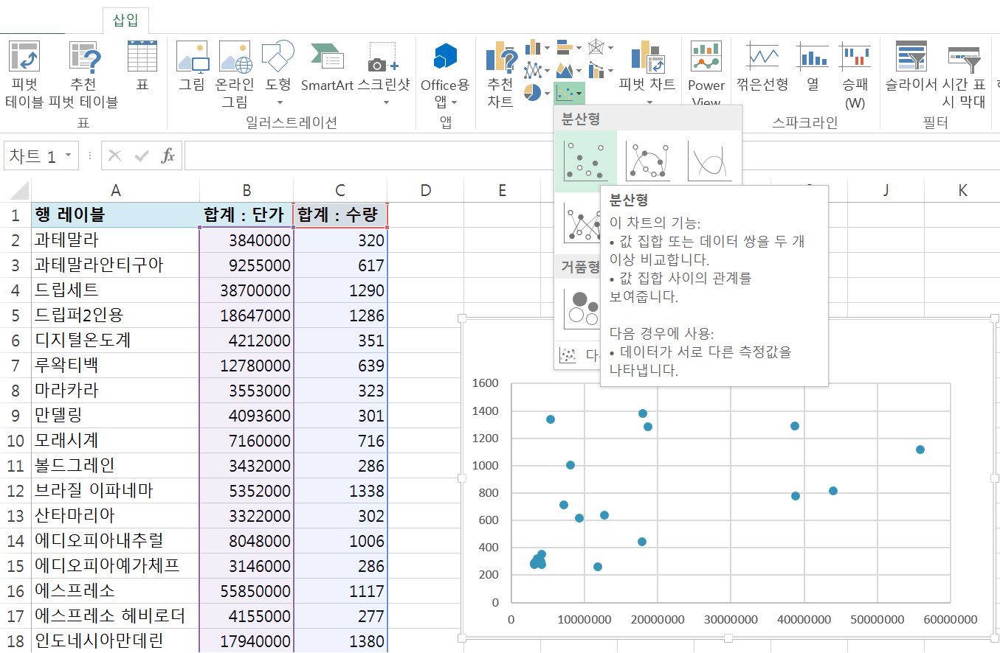 삽입
피벗 테이블
추천 피벗 테이블
표
그림
온라인 그림
도형
SmartArt
스크린샷
Office용 앱
추천 차트
피벗 차트
Power View
꺾은선형
열
승패 (W)
슬라이서
시간 표시 막대
표
일러스트레이션
앱
스파크라인
필터
분산형
거품형
분산형
이 차트의 기능:
• 값 집합 또는 데이터 쌍을 두 개
이상 비교합니다.
• 값 집합 사이의 관계를
보여줍니다.
다음 경우에 사용:
• 데이터가 서로 다른 측정값을
나타냅니다.
차트 1
fx
A B C D E J K
1 행 레이블 합계 : 단가 합계 : 수량
2 과테말라 3840000 320
3 과테말라안티구아 9255000 617
4 드립세트 38700000 1290
5 드립퍼2인용 18647000 1286
6 디지털온도계 4212000 351
7 루왁티백 12780000 639
8 마라카라 3553000 323
9 만델링 4093600 301
10 모래시계 7160000 716
11 볼드그레인 3432000 286
12 브라질 이파네마 5352000 1338
13 산타마리아 3322000 302
14 에디오피아내추럴 8048000 1006
15 에디오피아예가체프 3146000 286
16 에스프레소 55850000 1117
17 에스프레소 헤비로더 4155000 277
18 인도네시아만데린 17940000 1380
1600
1400
1200
1000
800
600
400
200
0
0 10000000 20000000 30000000 40000000 50000000 60000000